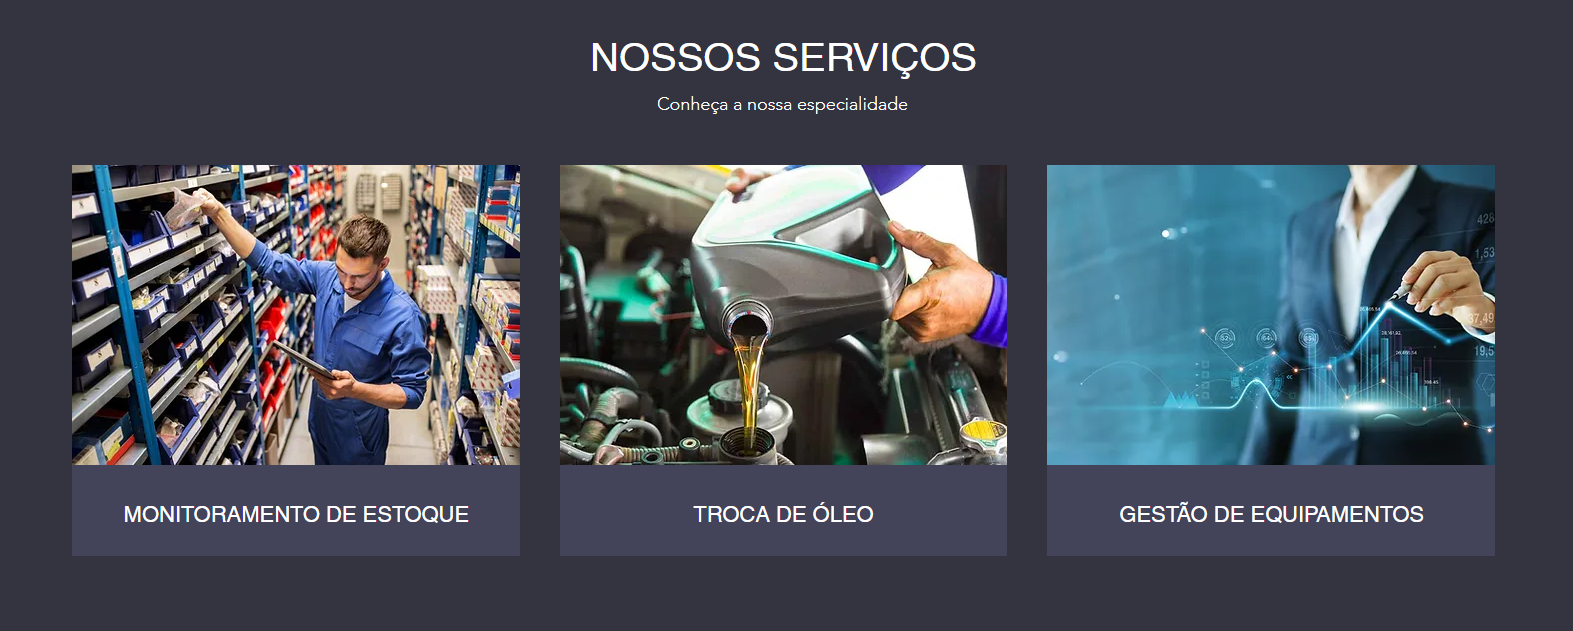 NOSSOS SERVIÇOS
Conheça a nossa especialidade
MONITORAMENTO DE ESTOQUE
TROCA DE ÓLEO
GESTÃO DE EQUIPAMENTOS